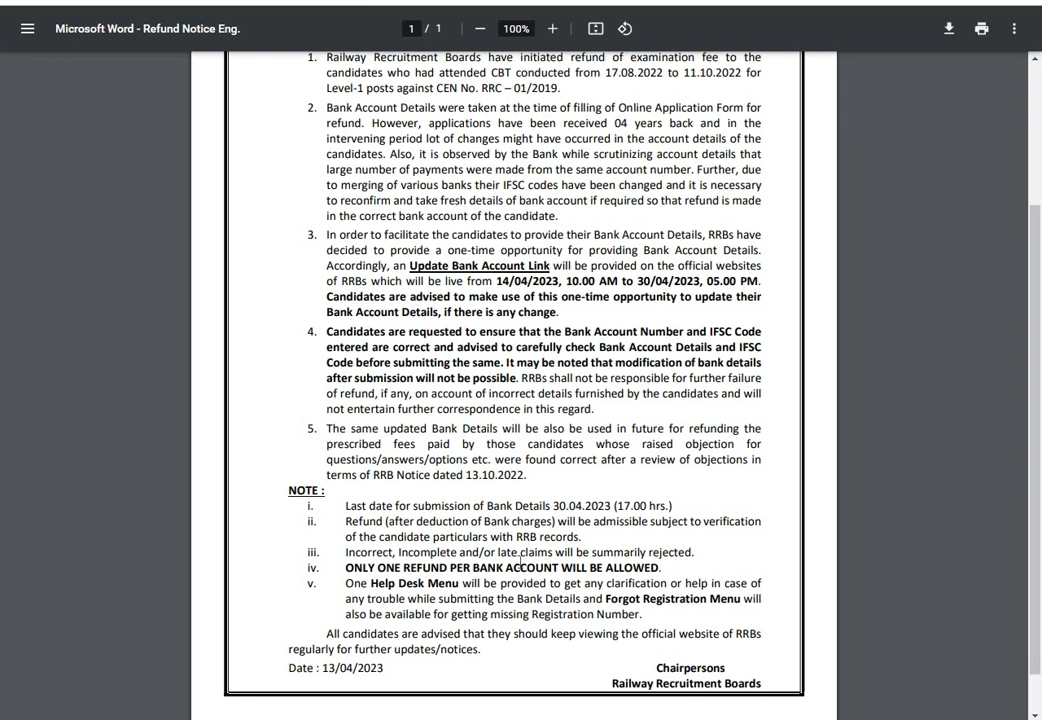 Microsoft Word - Refund Notice Eng.
1 / 1
100%
1. Railway Recruitment Boards have initiated refund of examination fee to the
candidates who had attended CBT conducted from 17.08.2022 to 11.10.2022 for
Level-1 posts against CEN No. RRC – 01/2019.
2. Bank Account Details were taken at the time of filling of Online Application Form for
refund. However, applications have been received 04 years back and in the
intervening period lot of changes might have occurred in the account details of the
candidates. Also, it is observed by the Bank while scrutinizing account details that
large number of payments were made from the same account number. Further, due
to merging of various banks their IFSC codes have been changed and it is necessary
to reconfirm and take fresh details of bank account if required so that refund is made
in the correct bank account of the candidate.
3. In order to facilitate the candidates to provide their Bank Account Details, RRBs have
decided to provide a one-time opportunity for providing Bank Account Details.
Accordingly, an Update Bank Account Link will be provided on the official websites
of RRBs which will be live from 14/04/2023, 10.00 AM to 30/04/2023, 05.00 PM.
Candidates are advised to make use of this one-time opportunity to update their
Bank Account Details, if there is any change.
4. Candidates are requested to ensure that the Bank Account Number and IFSC Code
entered are correct and advised to carefully check Bank Account Details and IFSC
Code before submitting the same. It may be noted that modification of bank details
after submission will not be possible. RRBs shall not be responsible for further failure
of refund, if any, on account of incorrect details furnished by the candidates and will
not entertain further correspondence in this regard.
5. The same updated Bank Details will be also be used in future for refunding the
prescribed fees paid by those candidates whose raised objection for
questions/answers/options etc. were found correct after a review of objections in
terms of RRB Notice dated 13.10.2022.
NOTE :
i. Last date for submission of Bank Details 30.04.2023 (17.00 hrs.)
ii. Refund (after deduction of Bank charges) will be admissible subject to verification
of the candidate particulars with RRB records.
iii. Incorrect, Incomplete and/or late claims will be summarily rejected.
iv. ONLY ONE REFUND PER BANK ACCOUNT WILL BE ALLOWED.
v. One Help Desk Menu will be provided to get any clarification or help in case of
any trouble while submitting the Bank Details and Forgot Registration Menu will
also be available for getting missing Registration Number.
All candidates are advised that they should keep viewing the official website of RRBs
regularly for further updates/notices.
Date : 13/04/2023
Chairpersons
Railway Recruitment Boards